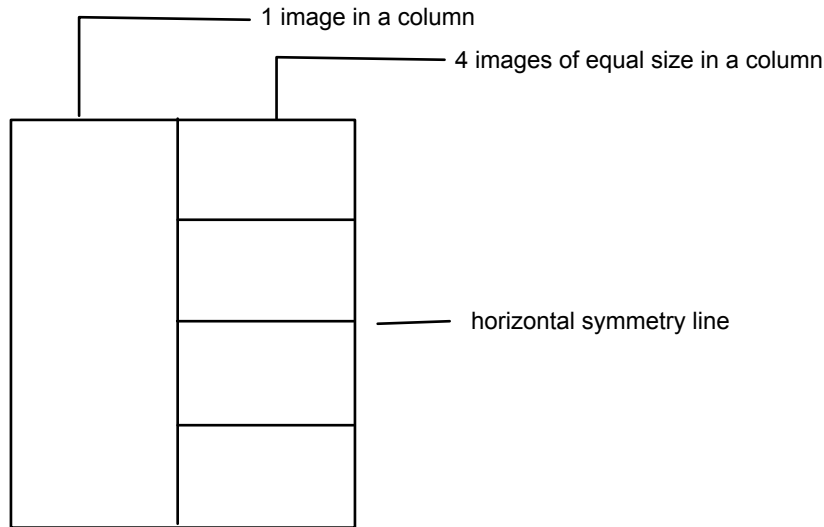 1 image in a column
4 images of equal size in a column
horizontal symmetry line